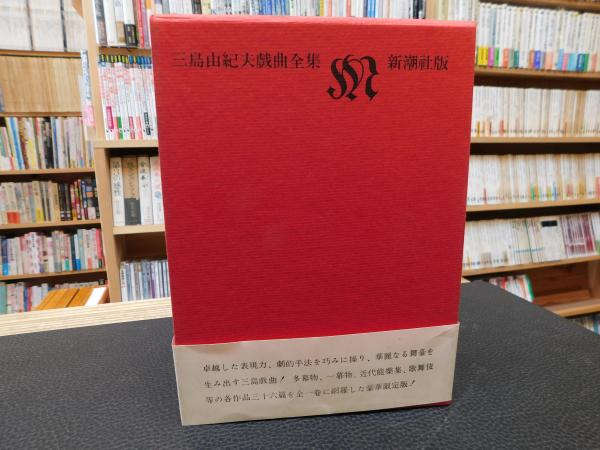 三島由紀夫戯曲全集 M 新潮社版
卓越した表現力、劇的手法を巧みに操り、華麗なる舞臺を
生み出す三島戯曲！多幕物、一幕物、近代能樂集、歌舞伎
等の各作品三十六篇を全一巻に網羅した豪華限定版！